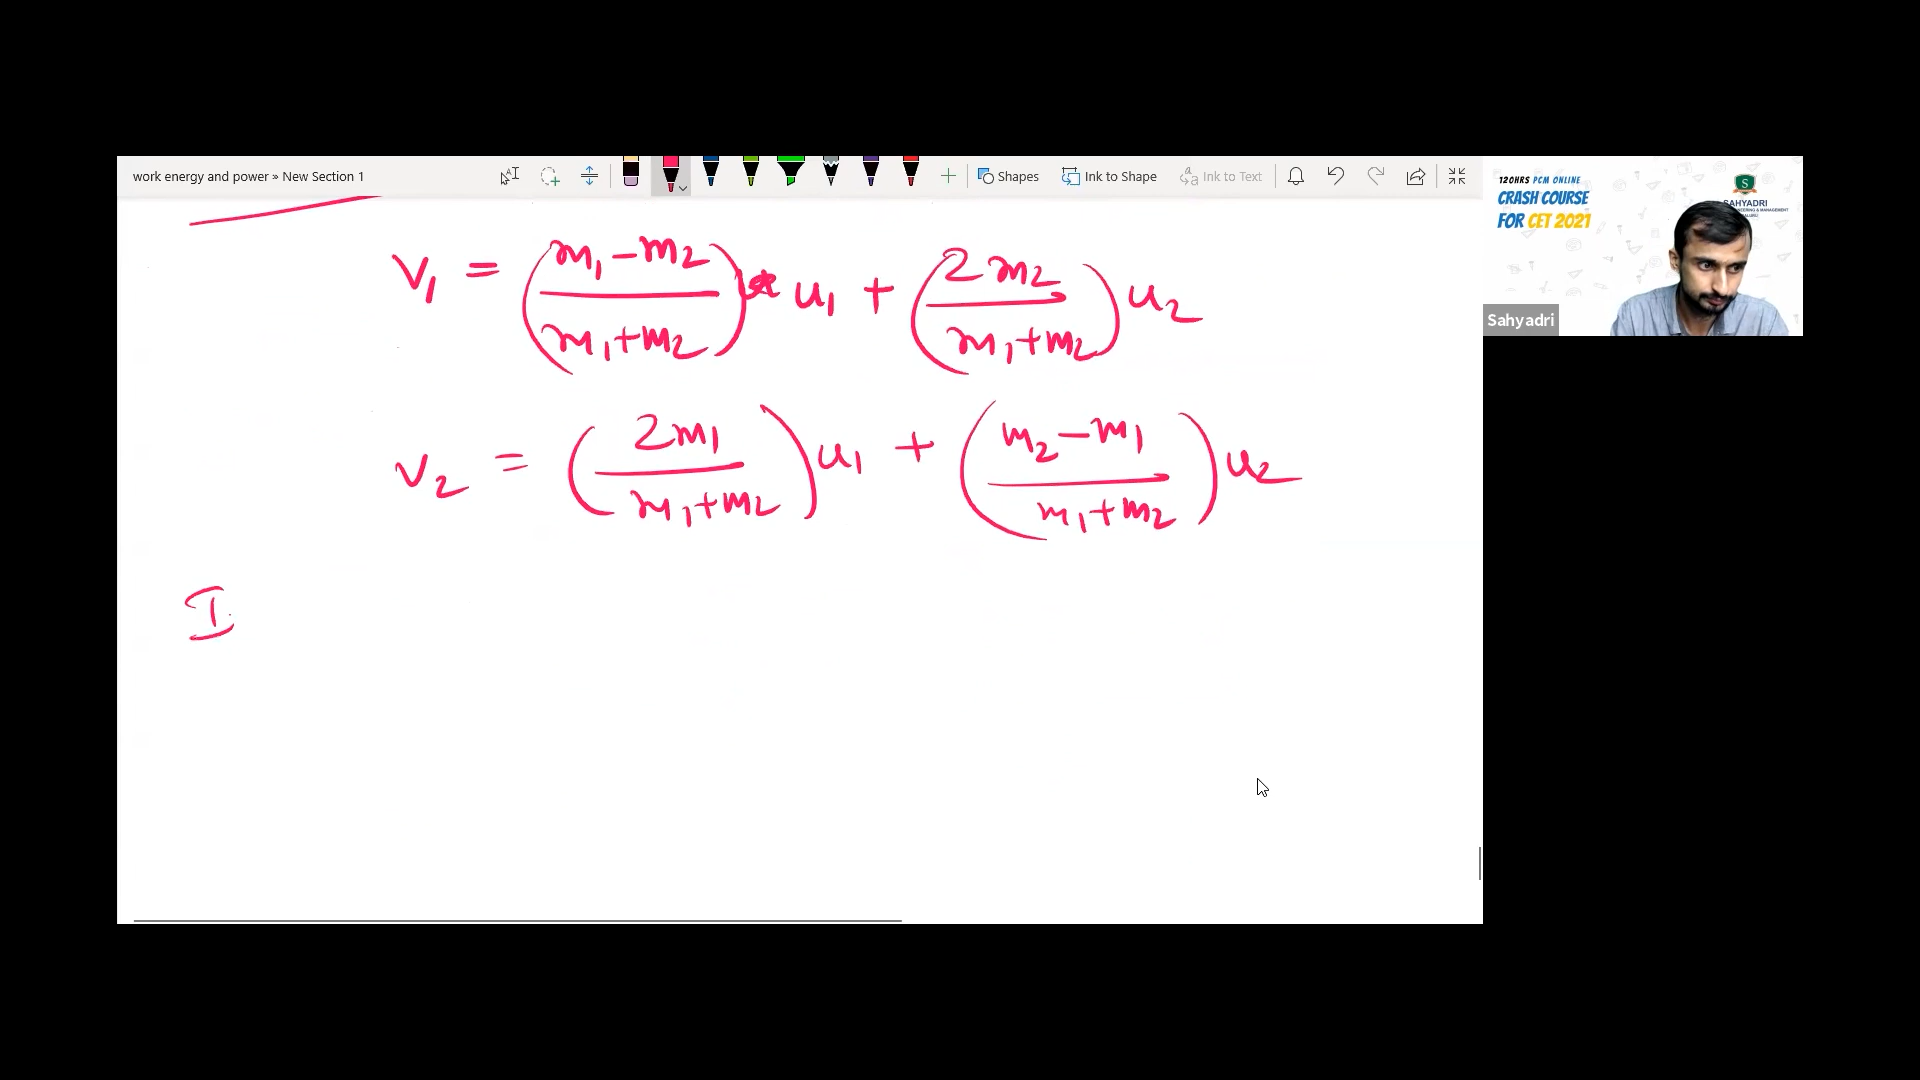 work energy and power » New Section 1
Shapes
Ink to Shape
Ink to Text
120HRS PCM ONLINE
CRASH COURSE
FOR CET 2021
S
SAHYADRI
Sahyadri
v₁ = (m₁-m₂ / m₁+m₂) u₁ + (2m₂ / m₁+m₂) u₂
v₂ = (2m₁ / m₁+m₂) u₁ + (m₂-m₁ / m₁+m₂) u₂
I